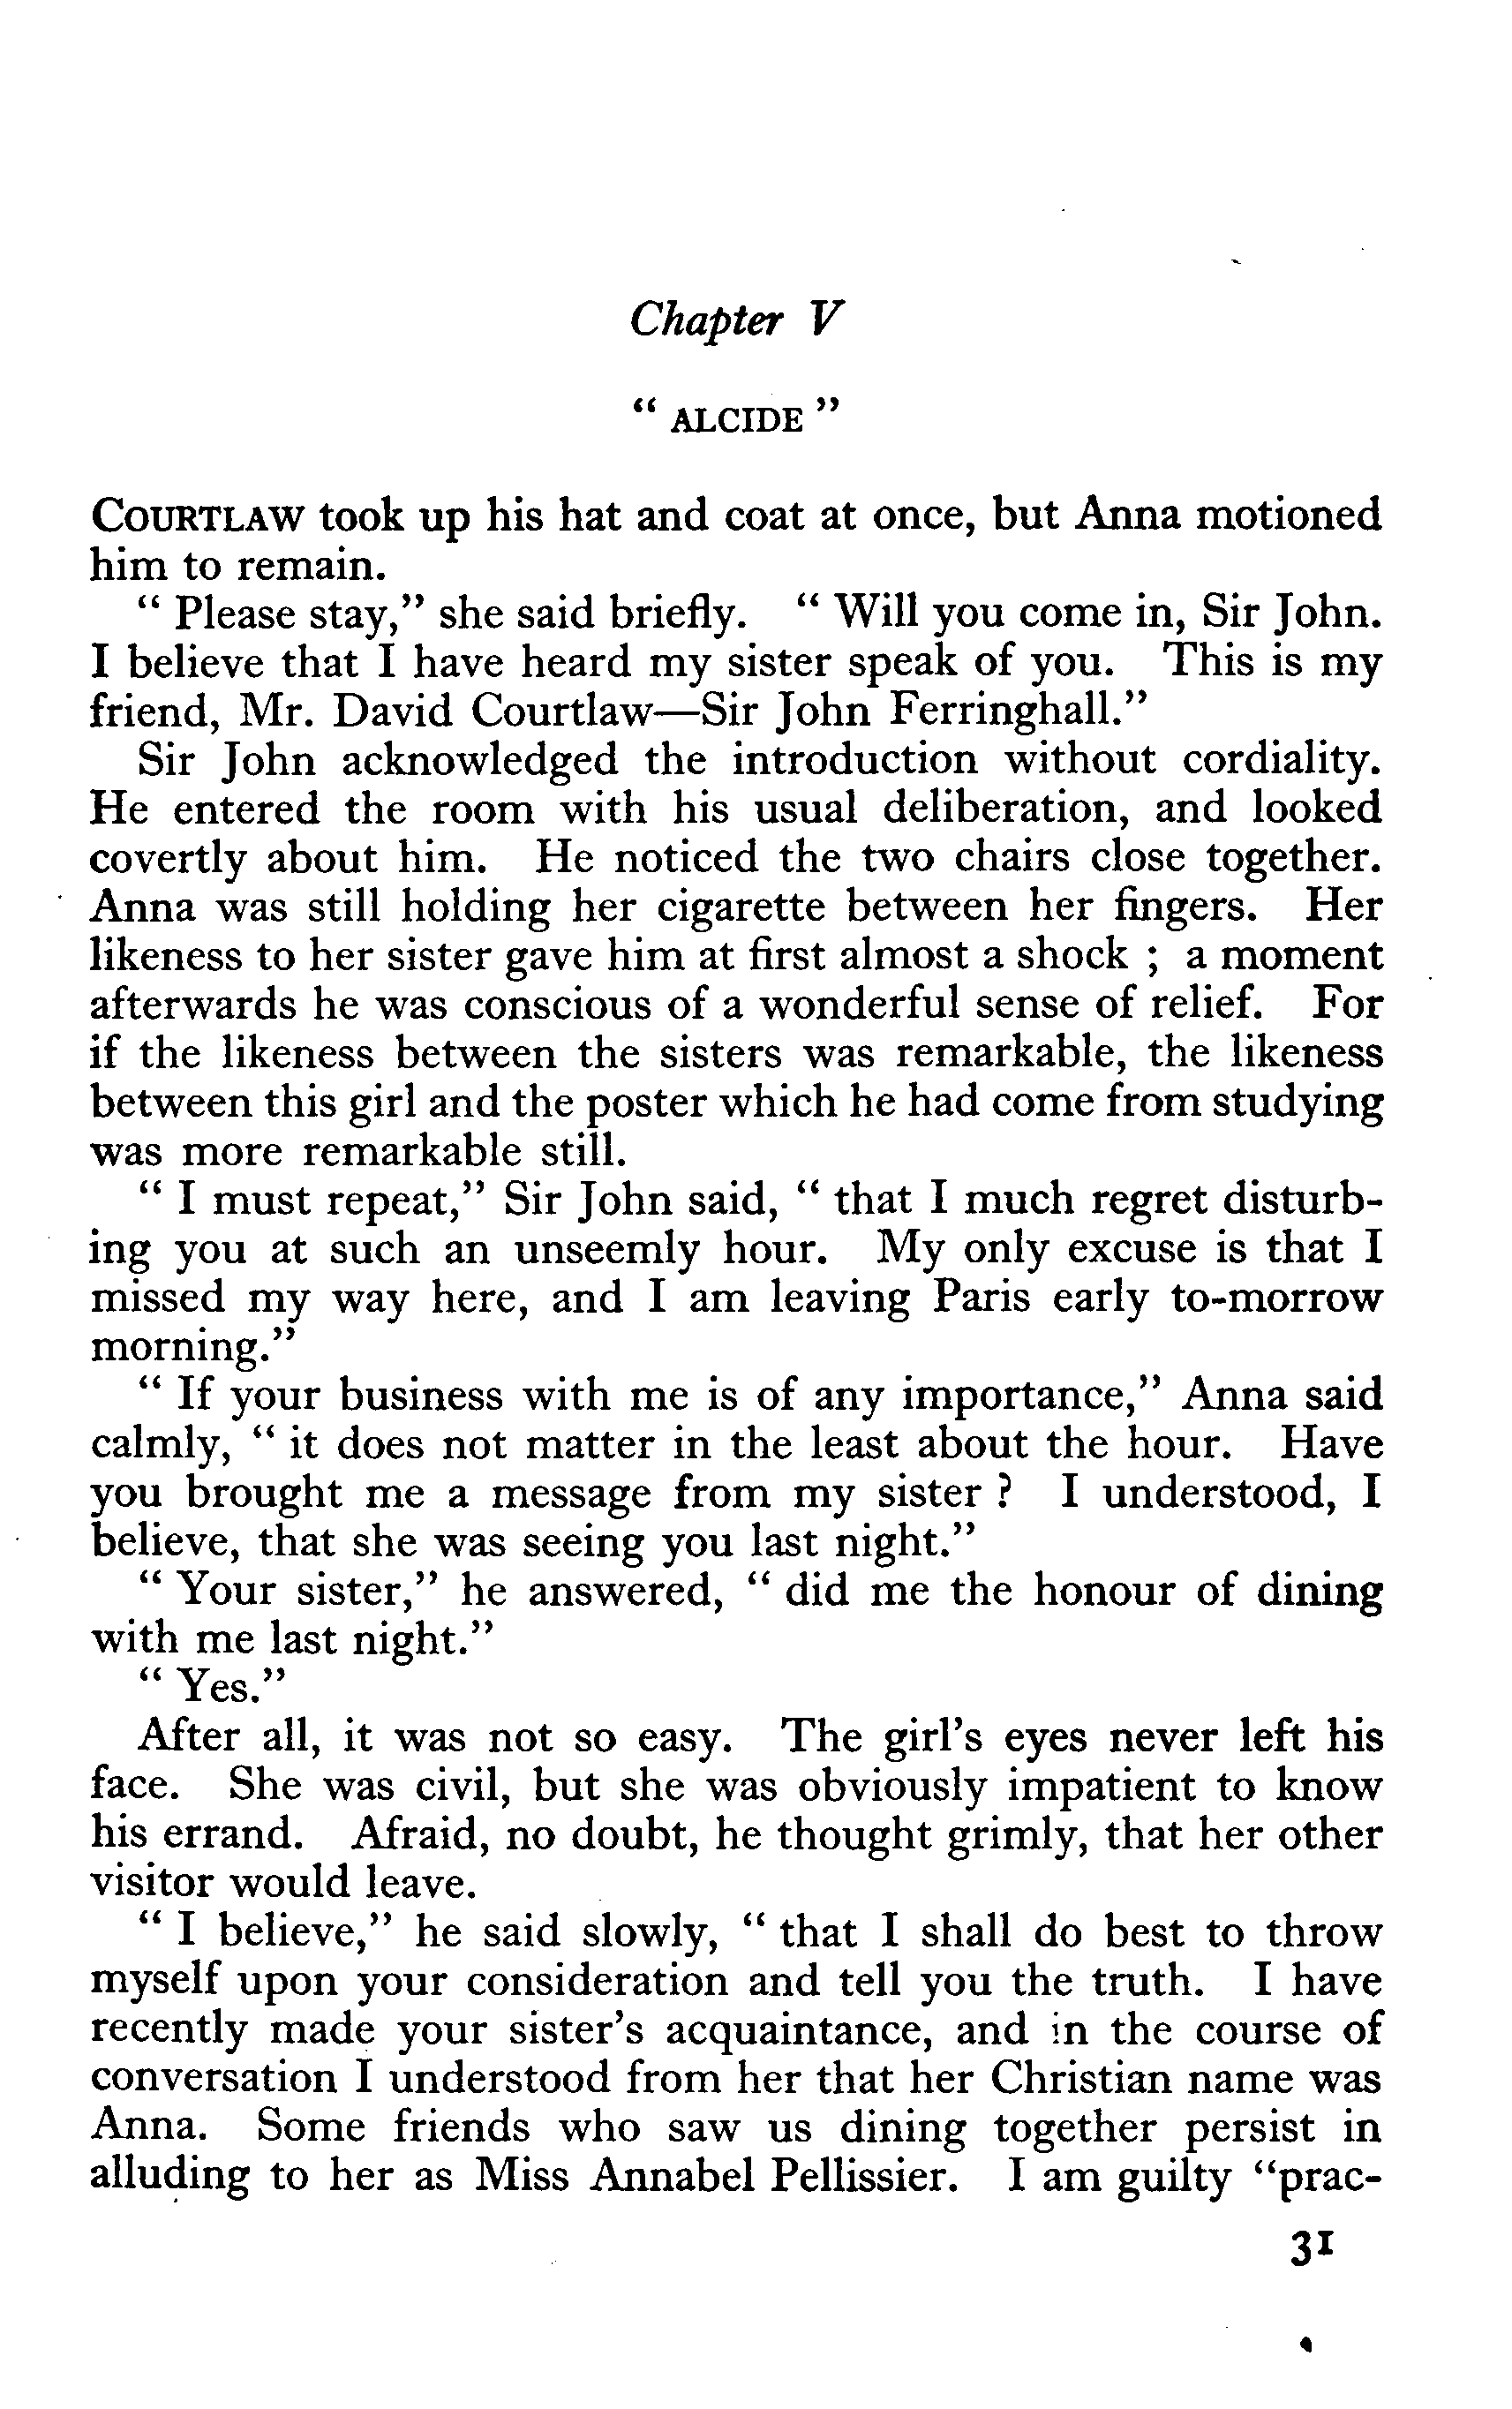 Chapter V
“ ALCIDE ”
COURTLAW took up his hat and coat at once, but Anna motioned
him to remain.
“ Please stay,” she said briefly. “ Will you come in, Sir John.
I believe that I have heard my sister speak of you. This is my
friend, Mr. David Courtlaw—Sir John Ferringhall.”
Sir John acknowledged the introduction without cordiality.
He entered the room with his usual deliberation, and looked
covertly about him. He noticed the two chairs close together.
Anna was still holding her cigarette between her fingers. Her
likeness to her sister gave him at first almost a shock ; a moment
afterwards he was conscious of a wonderful sense of relief. For
if the likeness between the sisters was remarkable, the likeness
between this girl and the poster which he had come from studying
was more remarkable still.
“ I must repeat,” Sir John said, “ that I much regret disturb-
ing you at such an unseemly hour. My only excuse is that I
missed my way here, and I am leaving Paris early to-morrow
morning.”
“ If your business with me is of any importance,” Anna said
calmly, “ it does not matter in the least about the hour. Have
you brought me a message from my sister ? I understood, I
believe, that she was seeing you last night.”
“ Your sister,” he answered, “ did me the honour of dining
with me last night.”
“ Yes.”
After all, it was not so easy. The girl’s eyes never left his
face. She was civil, but she was obviously impatient to know
his errand. Afraid, no doubt, he thought grimly, that her other
visitor would leave.
“ I believe,” he said slowly, “ that I shall do best to throw
myself upon your consideration and tell you the truth. I have
recently made your sister’s acquaintance, and in the course of
conversation I understood from her that her Christian name was
Anna. Some friends who saw us dining together persist in
alluding to her as Miss Annabel Pellissier. I am guilty “prac-
31